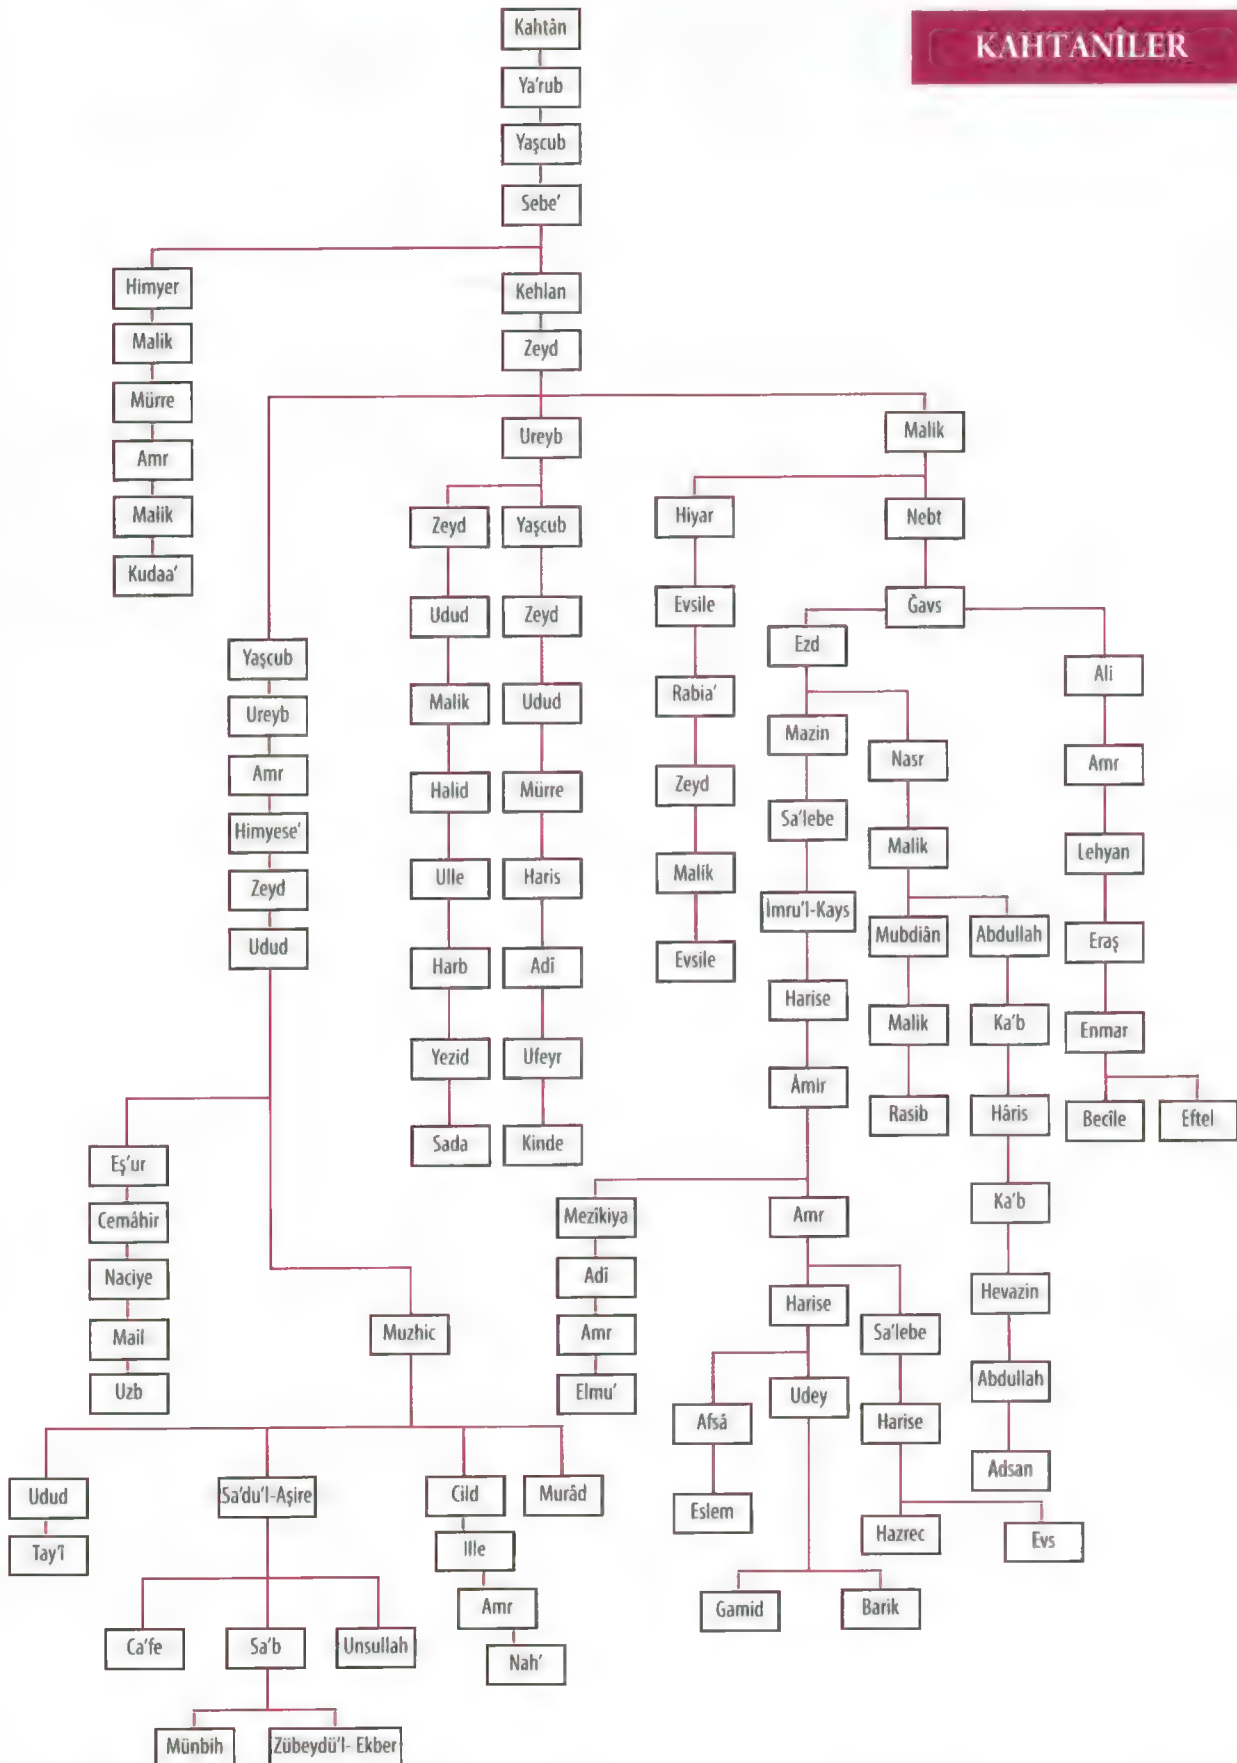 KAHTANÎLER
Kahtân
Ya'rub
Yaşcub
Sebe'
Himyer
Malik
Mürre
Amr
Malik
Kudaa'
Kehlan
Zeyd
Yaşcub
Ureyb
Amr
Himyese'
Zeyd
Udud
Eş'ur
Cemâhir
Naciye
Mail
Uzb
Muzhic
Udud
Tay'î
Sa'du'l-Aşire
Ca'fe
Sa'b
Unsullah
Münbih
Zübeydü'l- Ekber
Cild
Ille
Amr
Nah'
Murâd
Ureyb
Zeyd
Udud
Malik
Halid
Ulle
Harb
Yezid
Sada
Yaşcub
Zeyd
Udud
Mürre
Haris
Adî
Ufeyr
Kinde
Malik
Hiyar
Evsile
Rabia'
Zeyd
Malik
Evsile
Nebt
Ğavs
Ezd
Mazin
Sa'lebe
İmru'l-Kays
Harise
Âmir
Mezîkiya
Adî
Amr
Elmu'
Amr
Harise
Afsâ
Eslem
Udey
Gamid
Barik
Sa'lebe
Harise
Hazrec
Evs
Nasr
Malik
Mubdiân
Malik
Rasib
Abdullah
Ka'b
Hâris
Ka'b
Hevazin
Abdullah
Adsan
Ali
Amr
Lehyan
Eraş
Enmar
Becîle
Eftel